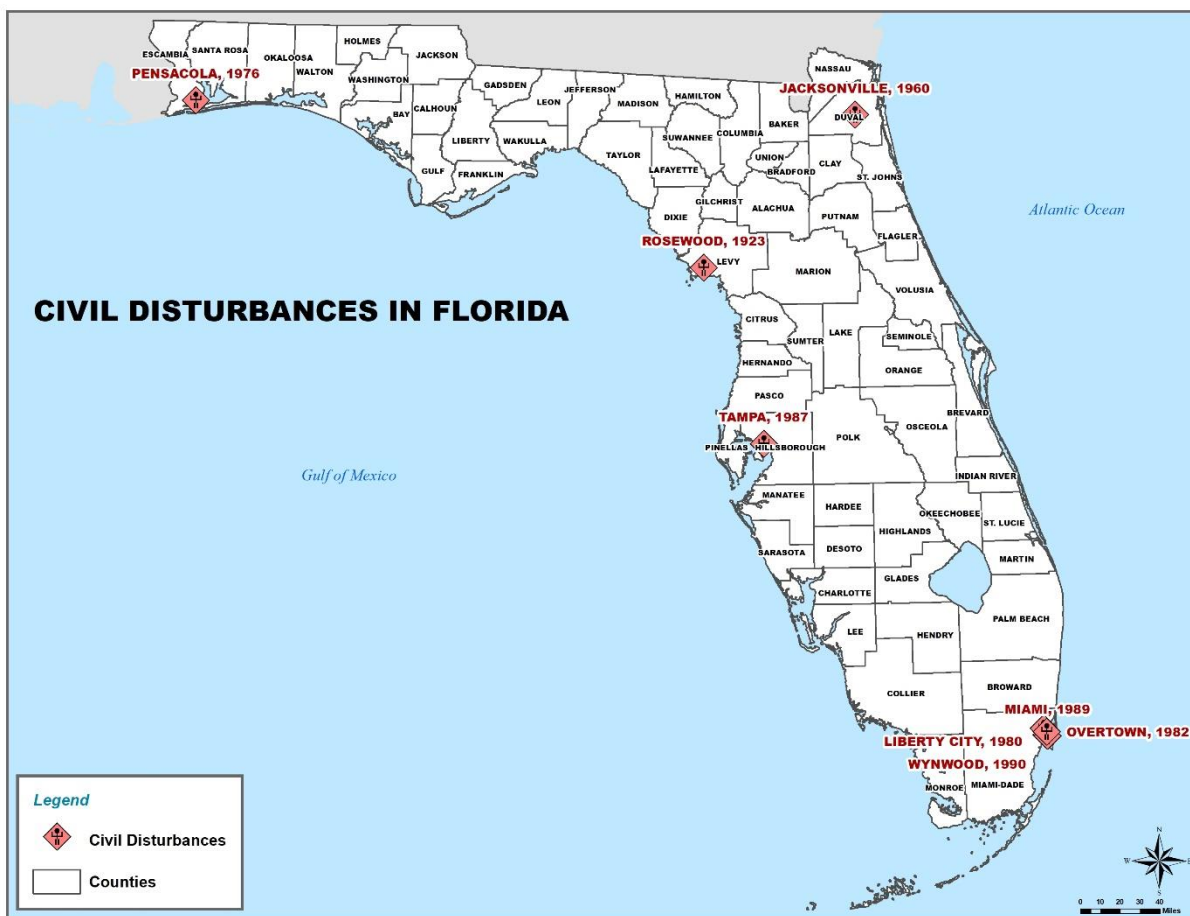 ESCAMBIA
SANTA ROSA
OKALOOSA
WALTON
HOLMES
JACKSON
WASHINGTON
PENSACOLA, 1976
BAY
CALHOUN
GADSDEN
LEON
JEFFERSON
MADISON
HAMILTON
LIBERTY
WAKULLA
GULF
FRANKLIN
TAYLOR
SUWANNEE
COLUMBIA
BAKER
NASSAU
JACKSONVILLE, 1960
DUVAL
LAFAYETTE
UNION
BRADFORD
CLAY
ST. JOHNS
DIXIE
GILCHRIST
ALACHUA
PUTNAM
FLAGLER
Atlantic Ocean
ROSEWOOD, 1923
LEVY
MARION
VOLUSIA
CIVIL DISTURBANCES IN FLORIDA
CITRUS
SUMTER
LAKE
SEMINOLE
HERNANDO
ORANGE
PASCO
BREVARD
TAMPA, 1987
OSCEOLA
POLK
PINELLAS
HILLSBOROUGH
Gulf of Mexico
INDIAN RIVER
MANATEE
HARDEE
OKEECHOBEE
HIGHLANDS
ST. LUCIE
SARASOTA
DESOTO
MARTIN
GLADES
CHARLOTTE
PALM BEACH
LEE
HENDRY
BROWARD
COLLIER
MIAMI, 1989
OVERTOWN, 1982
LIBERTY CITY, 1980
WYNWOOD, 1990
MONROE
MIAMI-DADE
Legend
Civil Disturbances
Counties
N
W
E
S
0 10 20 30 40
Miles